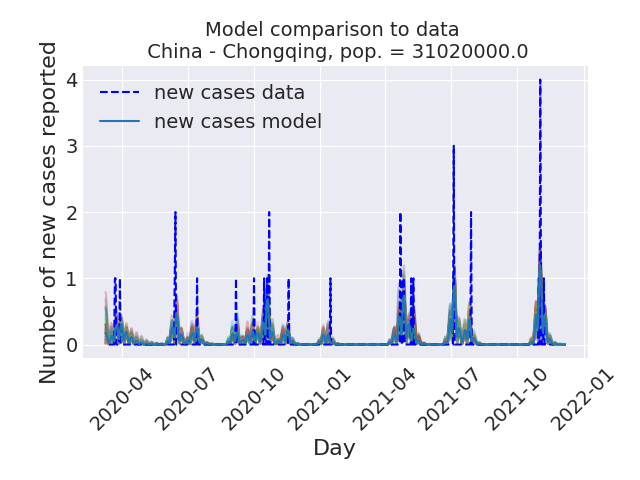 Model comparison to data
China - Chongqing, pop. = 31020000.0
Number of new cases reported
4
3
2
1
0
new cases data
new cases model
2020-04
2020-07
2020-10
2021-01
2021-04
2021-07
2021-10
2022-01
Day